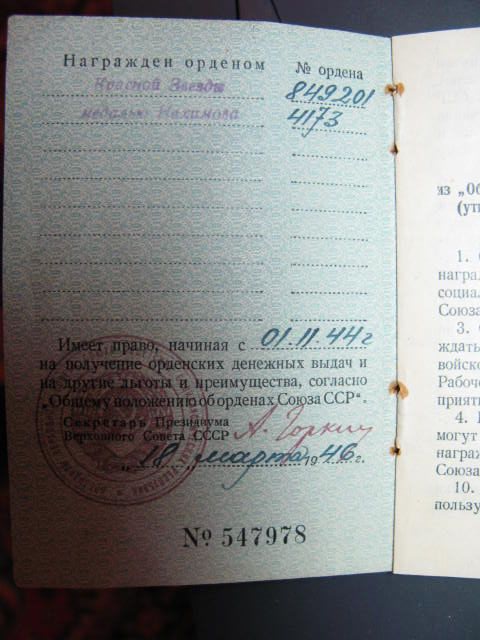 Награжден орденом № ордена
Красной Звезды 849201
медалью Нахимова 4173
Имеет право, начиная с 01.11.44г
на получение орденских денежных выдач и
на другие льготы и преимущества, согласно
„Общему положению об орденах Союза ССР“.
Секретарь Президиума
Верховного Совета СССР А. Горкин
„18" марта 1946 г.
№ 547978
из „Об
(ут
1. С
награ
социал
Союза
3. С
ждать
войско
Рабоче
прияти
4. 
могут
награж
Союза
10.
пользу